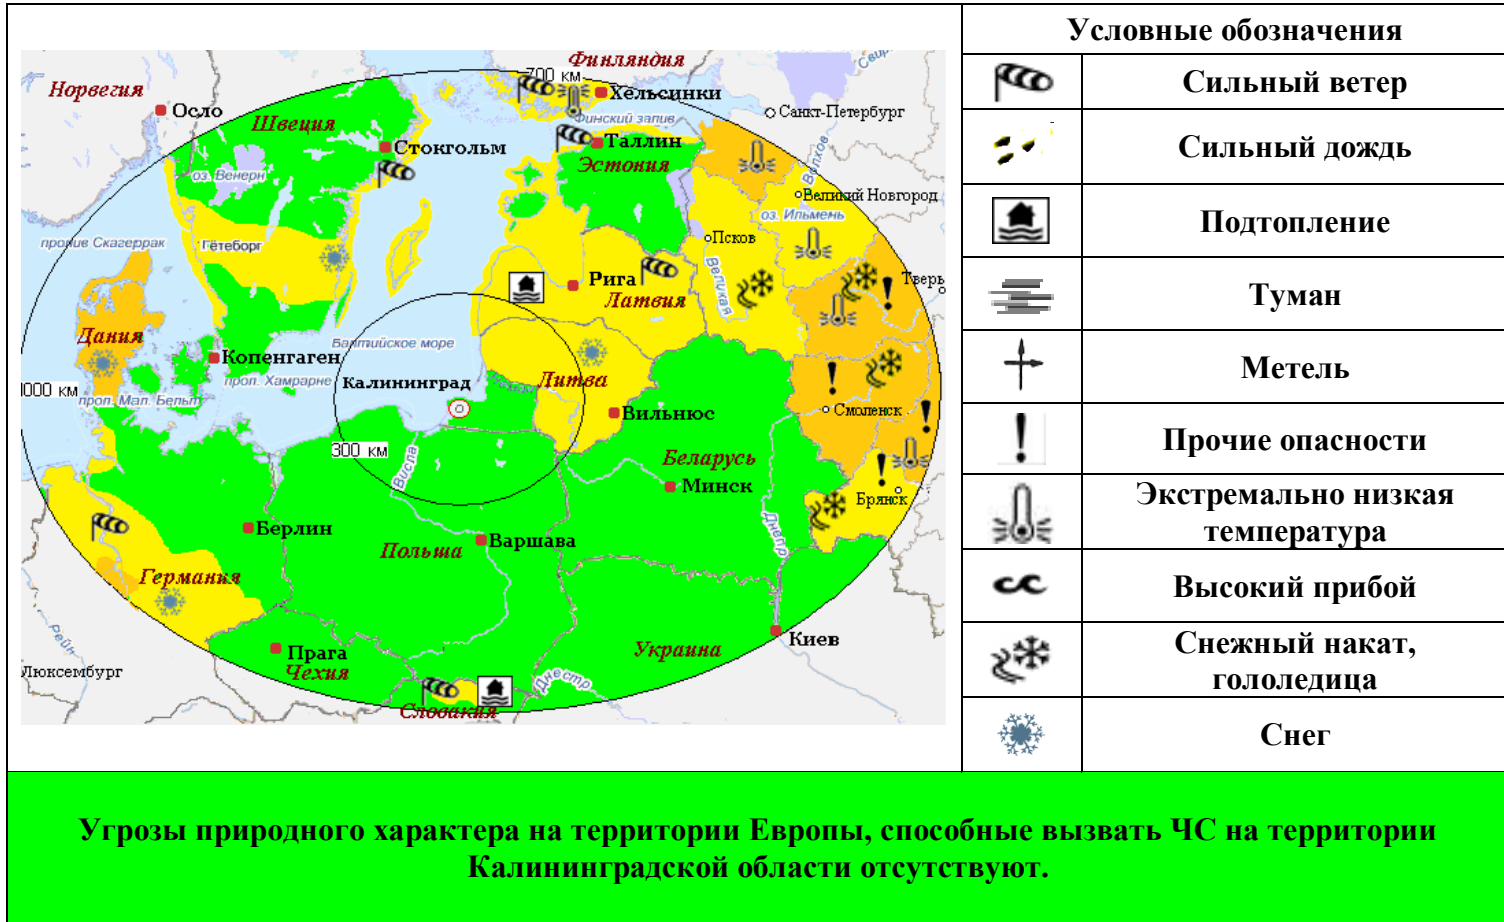 Условные обозначения
Сильный ветер
Сильный дождь
Подтопление
Туман
Метель
Прочие опасности
Экстремально низкая
температура
Высокий прибой
Снежный накат,
гололедица
Снег
Финляндия
700 км
Норвегия
Хельсинки
Осло
Санкт-Петербург
Швеция
Финский залив
Волхов
Стокгольм
Таллин
Эстония
оз. Венерн
Великий Новгород
оз. Ильмень
пролив Скагеррак
Гётеборг
Псков
Великая
Рига
Тверь
Латвия
Дания
Балтийское море
Копенгаген
проп. Хамрарне
Калининград
Литва
1000 км
проп. Мал. Бельт
Вильнюс
Смоленск
300 км
Висла
Беларусь
Минск
Брянск
Днепр
Берлин
Варшава
Польша
Германия
Рейн
Киев
Прага
Украина
Чехия
Люксембург
Днестр
Словакия
Угрозы природного характера на территории Европы, способные вызвать ЧС на территории
Калининградской области отсутствуют.